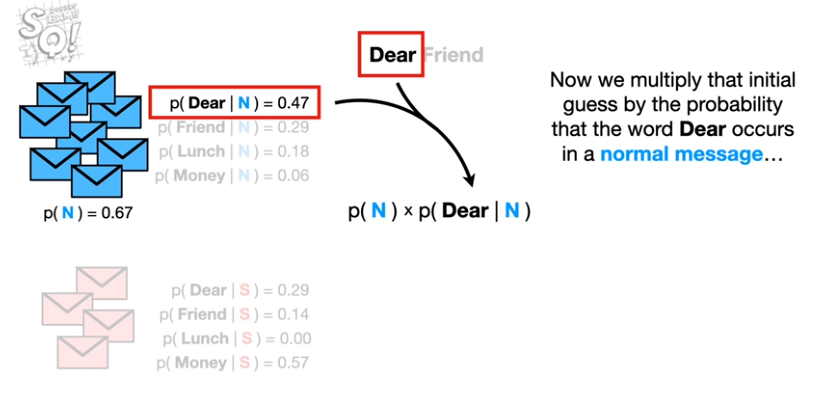 SQ!
Dear Friend
p( Dear | N ) = 0.47
p( Friend | N ) = 0.29
p( Lunch | N ) = 0.18
p( Money | N ) = 0.06
p( N ) = 0.67
p( N ) x p( Dear | N )
Now we multiply that initial
guess by the probability
that the word Dear occurs
in a normal message…
p( Dear | S ) = 0.29
p( Friend | S ) = 0.14
p( Lunch | S ) = 0.00
p( Money | S ) = 0.57